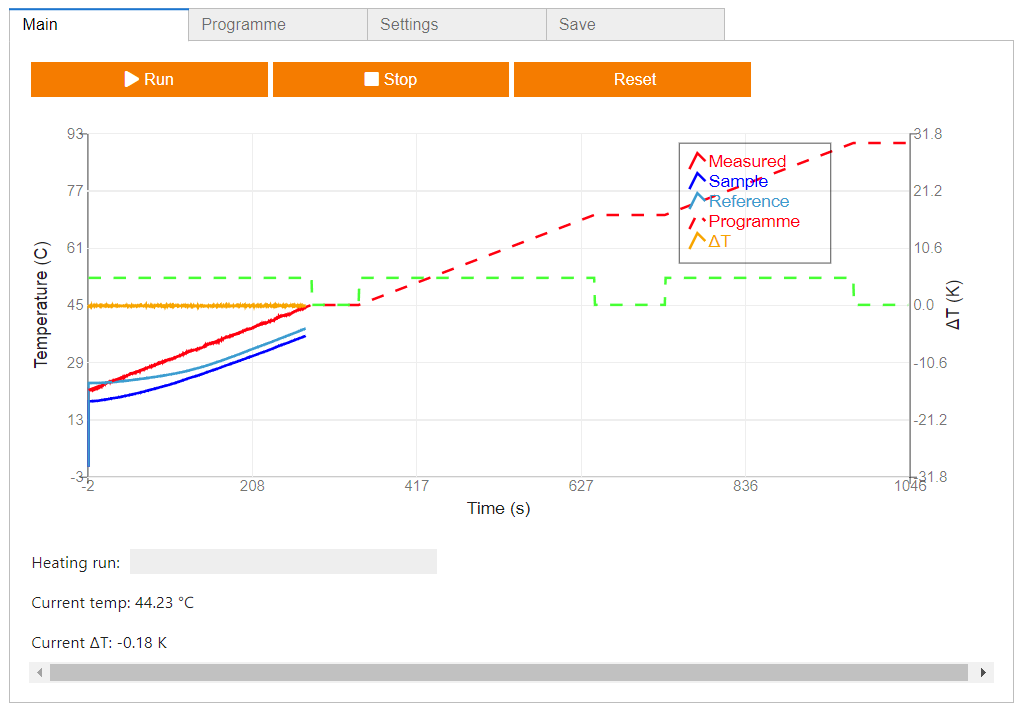 Main Programme Settings Save
Run Stop Reset
93 31.8
77 21.2
61 10.6
45 0.0
29 -10.6
13 -21.2
-3 -31.8
Temperature (C)
ΔT (K)
Measured
Sample
Reference
Programme
ΔT
-2 208 417 627 836 1046
Time (s)
Heating run:
Current temp: 44.23 °C
Current ΔT: -0.18 K